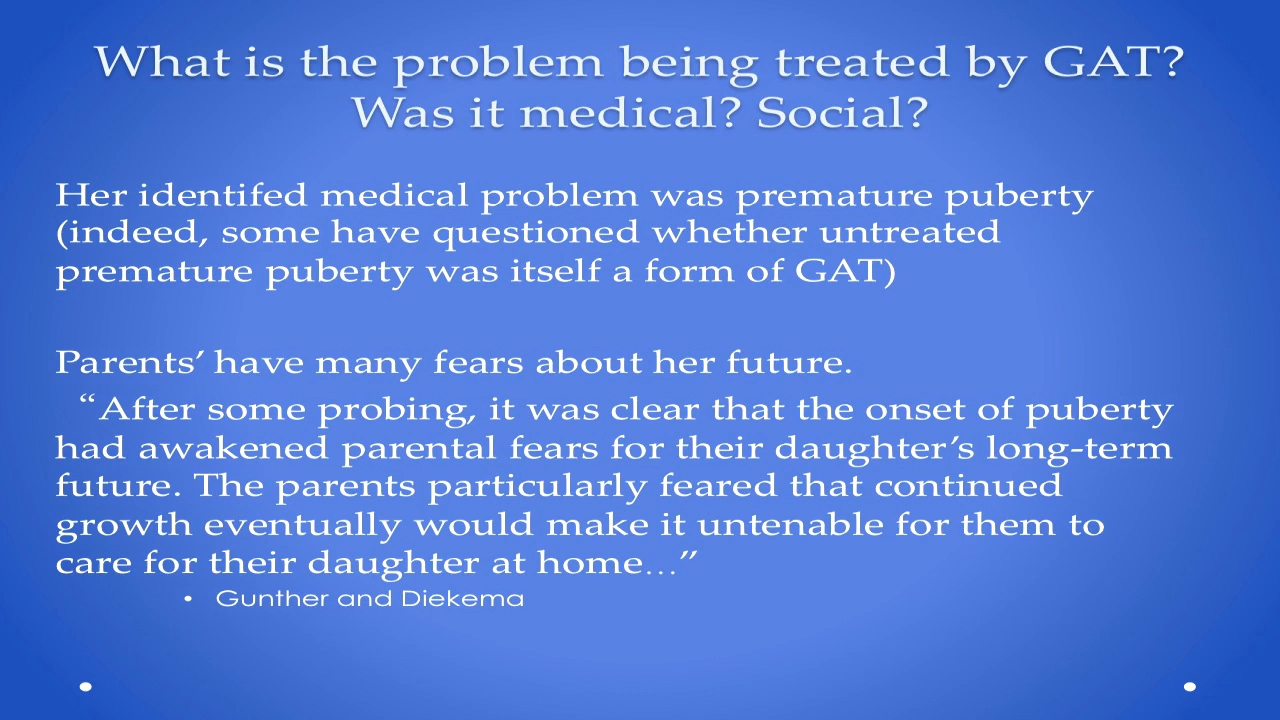 What is the problem being treated by GAT?
Was it medical? Social?
Her identifed medical problem was premature puberty
(indeed, some have questioned whether untreated
premature puberty was itself a form of GAT)
Parents’ have many fears about her future.
“After some probing, it was clear that the onset of puberty
had awakened parental fears for their daughter’s long-term
future. The parents particularly feared that continued
growth eventually would make it untenable for them to
care for their daughter at home…”
• Gunther and Diekema